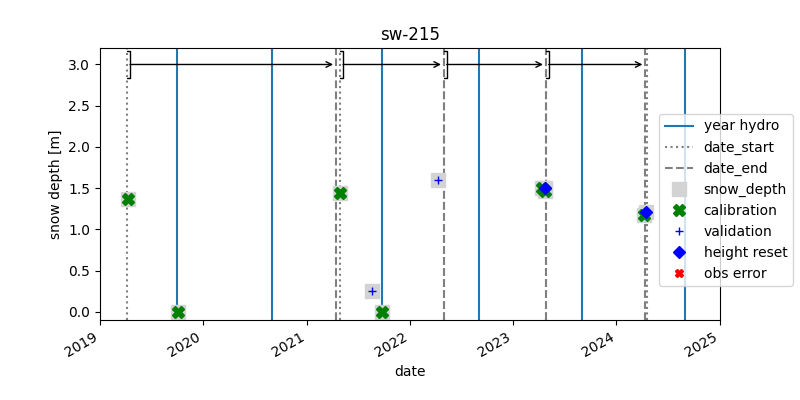 sw-215
snow depth [m]
3.0
2.5
2.0
1.5
1.0
0.5
0.0
2019
2020
2021
2022
2023
2024
2025
date
year hydro
date_start
date_end
snow_depth
calibration
validation
height reset
obs error